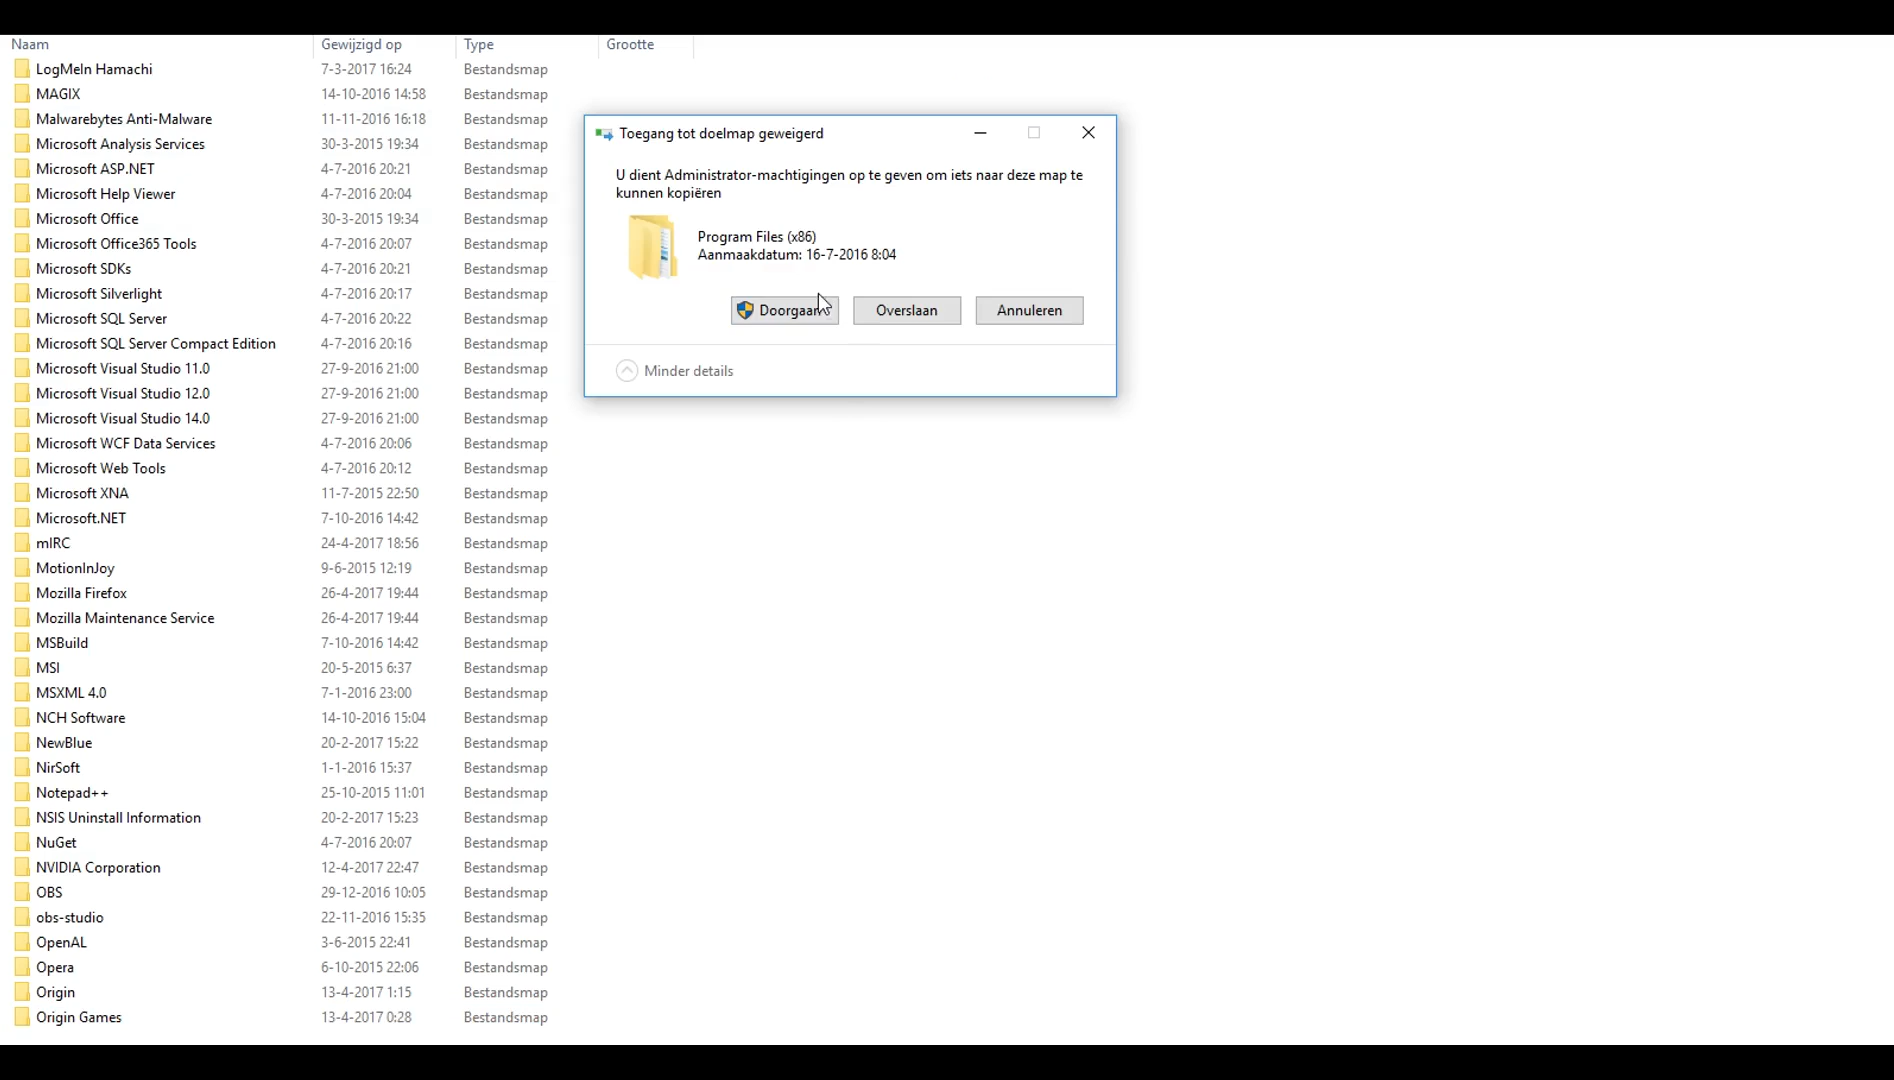 Naam Gewijzigd op Type Grootte
LogMeIn Hamachi 7-3-2017 16:24 Bestandsmap
MAGIX 14-10-2016 14:58 Bestandsmap
Malwarebytes Anti-Malware 11-11-2016 16:18 Bestandsmap
Microsoft Analysis Services 30-3-2015 19:34 Bestandsmap
Microsoft ASP.NET 4-7-2016 20:21 Bestandsmap
Microsoft Help Viewer 4-7-2016 20:04 Bestandsmap
Microsoft Office 30-3-2015 19:34 Bestandsmap
Microsoft Office365 Tools 4-7-2016 20:07 Bestandsmap
Microsoft SDKs 4-7-2016 20:21 Bestandsmap
Microsoft Silverlight 4-7-2016 20:17 Bestandsmap
Microsoft SQL Server 4-7-2016 20:22 Bestandsmap
Microsoft SQL Server Compact Edition 4-7-2016 20:16 Bestandsmap
Microsoft Visual Studio 11.0 27-9-2016 21:00 Bestandsmap
Microsoft Visual Studio 12.0 27-9-2016 21:00 Bestandsmap
Microsoft Visual Studio 14.0 27-9-2016 21:00 Bestandsmap
Microsoft WCF Data Services 4-7-2016 20:06 Bestandsmap
Microsoft Web Tools 4-7-2016 20:12 Bestandsmap
Microsoft XNA 11-7-2015 22:50 Bestandsmap
Microsoft.NET 7-10-2016 14:42 Bestandsmap
mIRC 24-4-2017 18:56 Bestandsmap
MotionInJoy 9-6-2015 12:19 Bestandsmap
Mozilla Firefox 26-4-2017 19:44 Bestandsmap
Mozilla Maintenance Service 26-4-2017 19:44 Bestandsmap
MSBuild 7-10-2016 14:42 Bestandsmap
MSI 20-5-2015 6:37 Bestandsmap
MSXML 4.0 7-1-2016 23:00 Bestandsmap
NCH Software 14-10-2016 15:04 Bestandsmap
NewBlue 20-2-2017 15:22 Bestandsmap
NirSoft 1-1-2016 15:37 Bestandsmap
Notepad++ 25-10-2015 11:01 Bestandsmap
NSIS Uninstall Information 20-2-2017 15:23 Bestandsmap
NuGet 4-7-2016 20:07 Bestandsmap
NVIDIA Corporation 12-4-2017 22:47 Bestandsmap
OBS 29-12-2016 10:05 Bestandsmap
obs-studio 22-11-2016 15:35 Bestandsmap
OpenAL 3-6-2015 22:41 Bestandsmap
Opera 6-10-2015 22:06 Bestandsmap
Origin 13-4-2017 1:15 Bestandsmap
Origin Games 13-4-2017 0:28 Bestandsmap
Toegang tot doelmap geweigerd
U dient Administrator-machtigingen op te geven om iets naar deze map te
kunnen kopiëren
Program Files (x86)
Aanmaakdatum: 16-7-2016 8:04
Doorgaan Overslaan Annuleren
Minder details